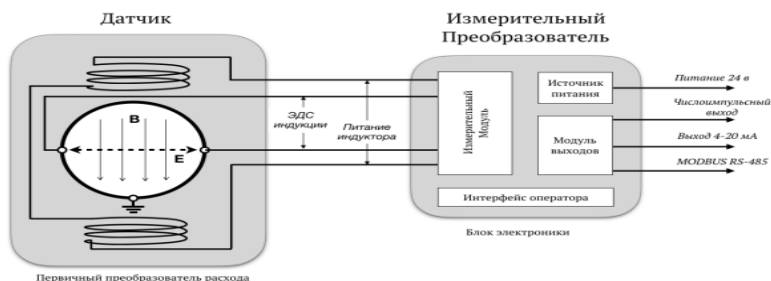 Датчик
Измерительный
Преобразователь
B
E
ЭДС
индукции
Питание
индуктора
Измерительный
Модуль
Источник
питания
Модуль
выходов
Интерфейс оператора
Питание 24 в
Числоимпульсный
выход
Выход 4-20 мА
MODBUS RS-485
Блок электроники
Первичный преобразователь расхода